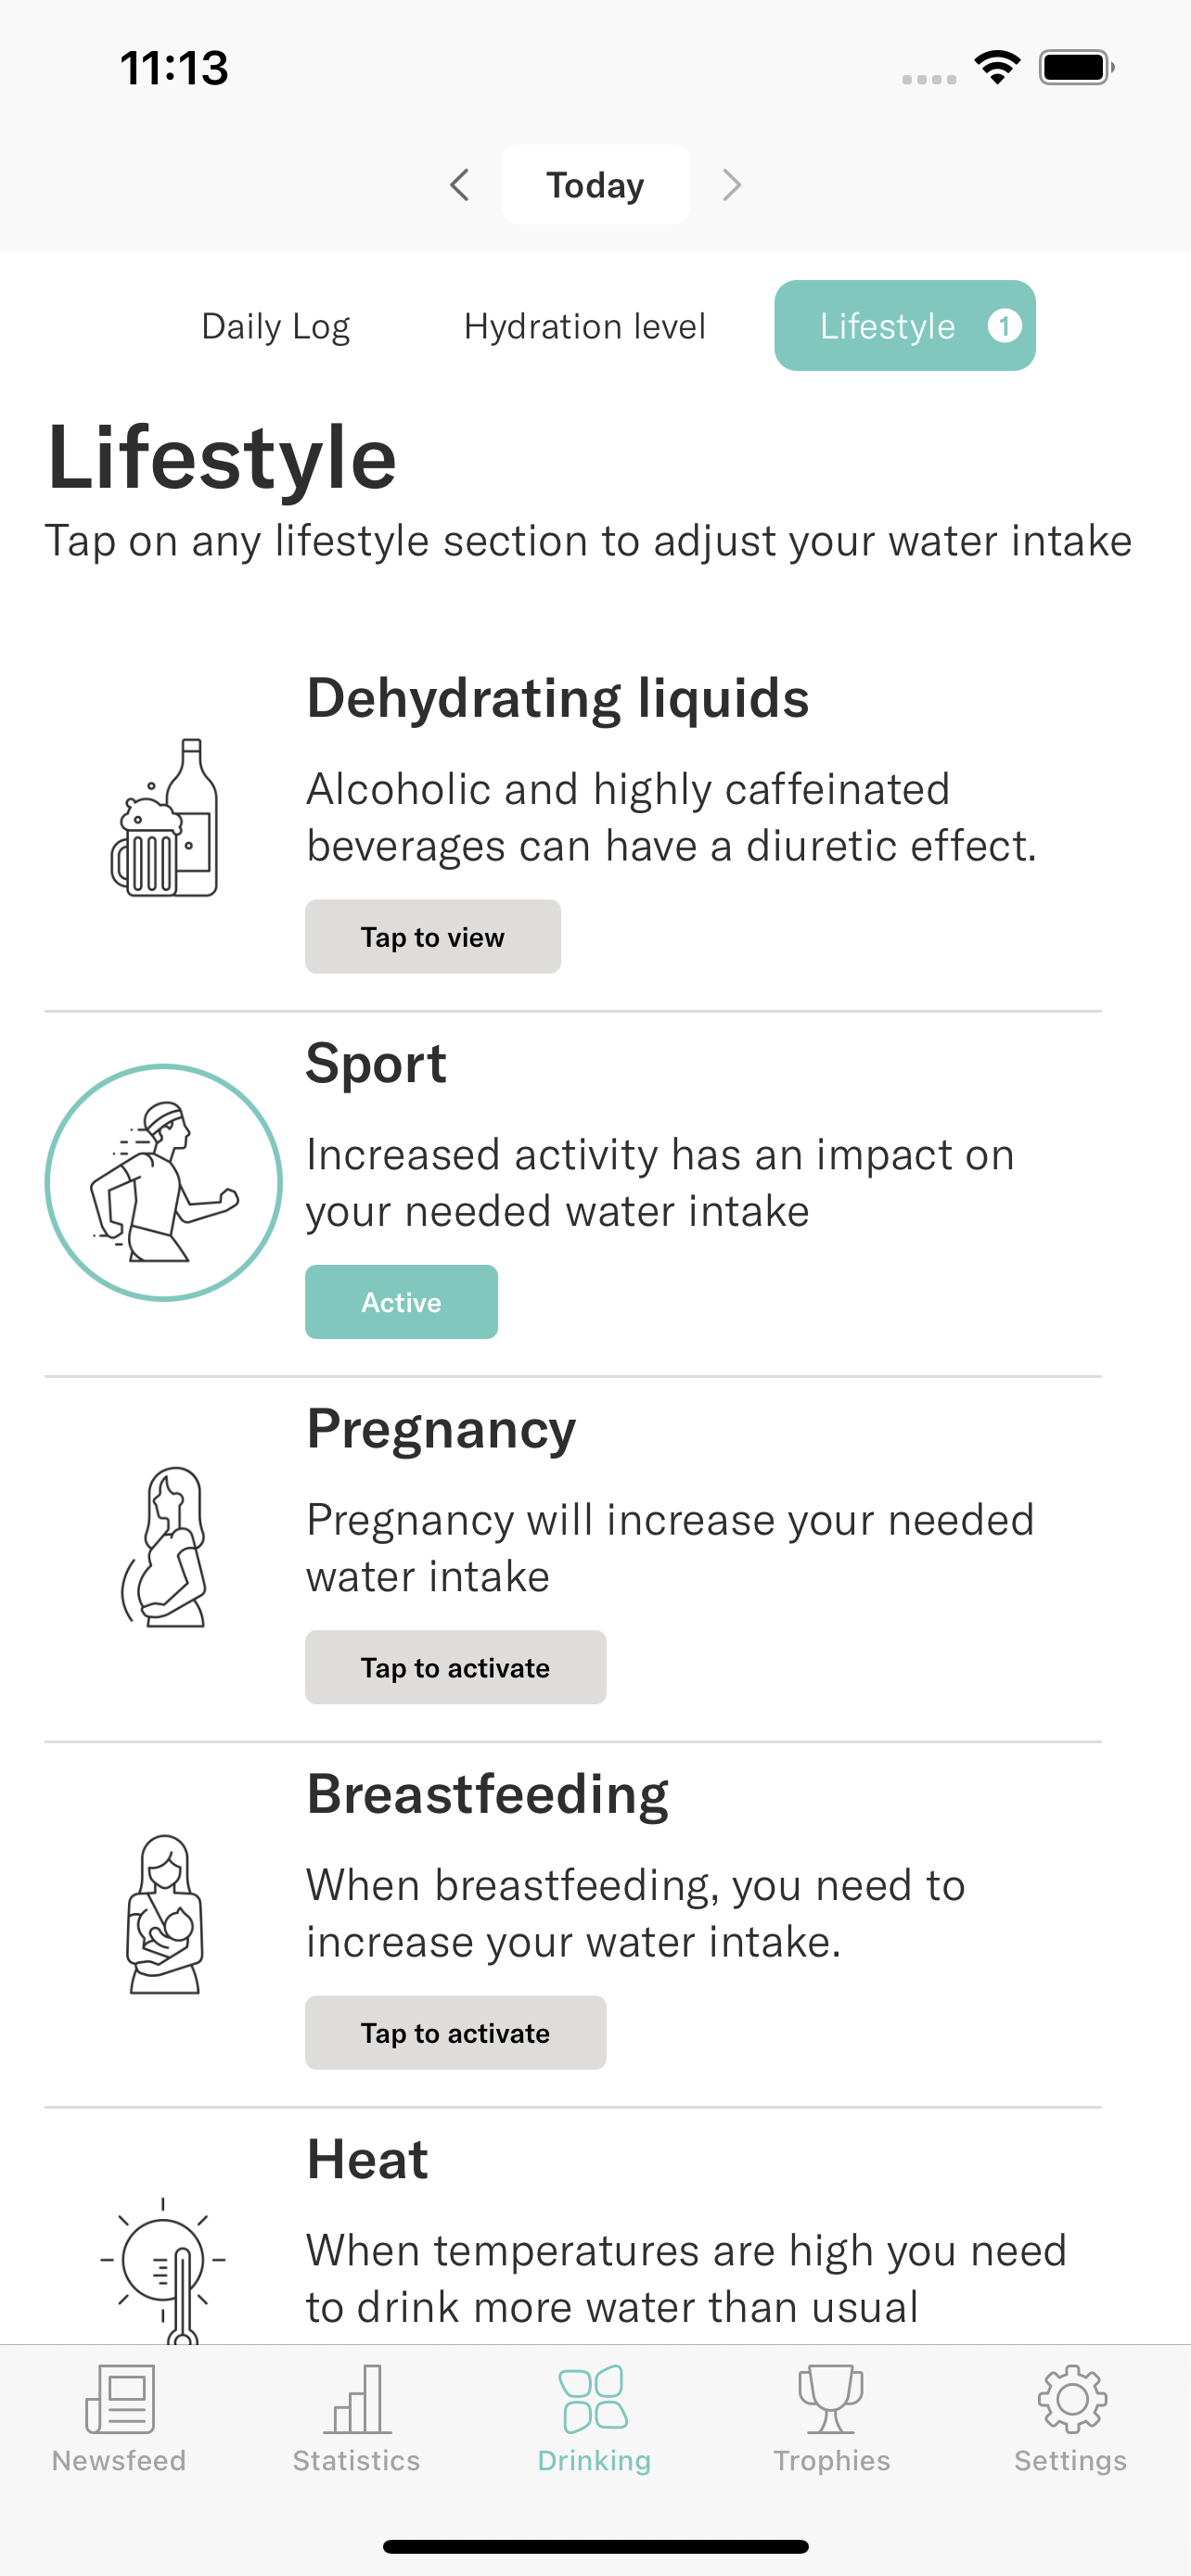 11:13
Today
Daily Log
Hydration level
Lifestyle
1
Lifestyle
Tap on any lifestyle section to adjust your water intake
Dehydrating liquids
Alcoholic and highly caffeinated
beverages can have a diuretic effect.
Tap to view
Sport
Increased activity has an impact on
your needed water intake
Active
Pregnancy
Pregnancy will increase your needed
water intake
Tap to activate
Breastfeeding
When breastfeeding, you need to
increase your water intake.
Tap to activate
Heat
When temperatures are high you need
to drink more water than usual
Newsfeed
Statistics
Drinking
Trophies
Settings